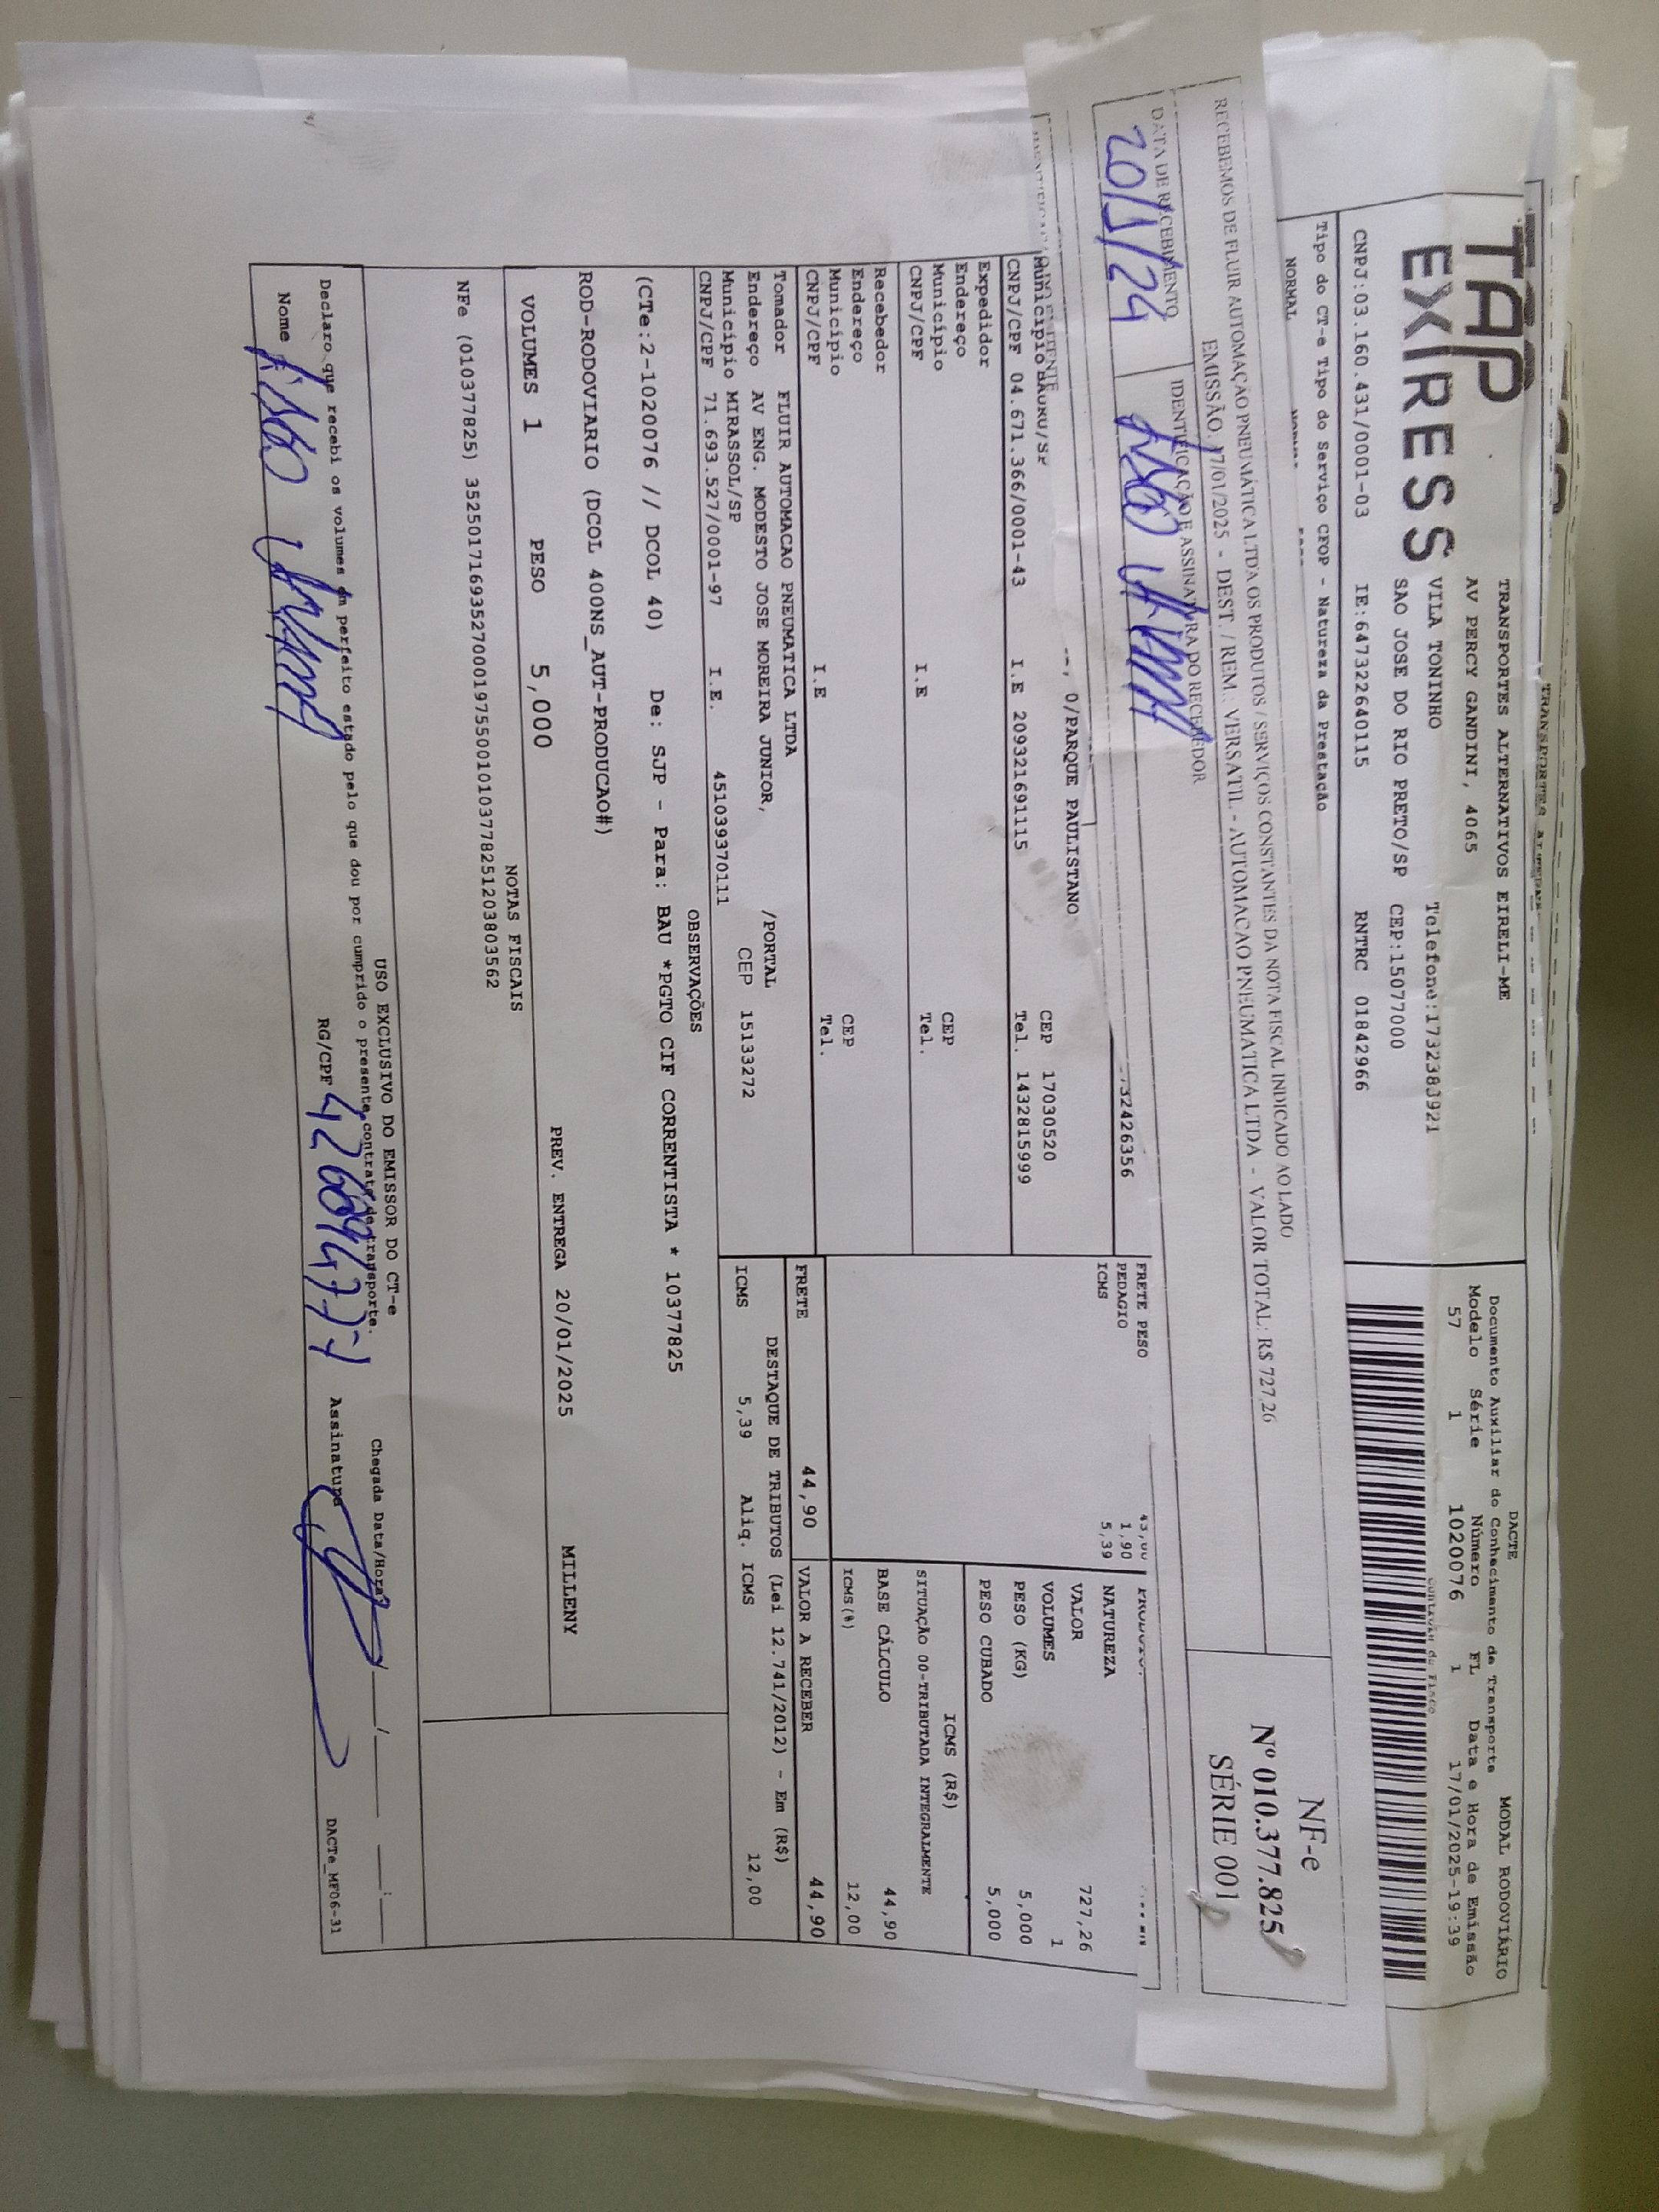 TAP
EXPRESS
TRANSPORTES ALTERNATIVOS EIRELI-ME
AV PERCY GANDINI, 4065
VILA TONINHO Telefone:1732383921
SAO JOSE DO RIO PRETO/SP CEP:15077000
CNPJ:03.160.431/0001-03 IE:647322640115 RNTRC 01842966
DACTE
Documento Auxiliar do Conhecimento de Transporte
MODAL RODOVIÁRIO
Modelo Série Número FL Data e Hora de Emissão
57 1 1020076 1 17/01/2025-19:39
Tipo do CT-e Tipo do Serviço CFOP - Natureza da Prestação
NORMAL
RECEBEMOS DE FLUIR AUTOMAÇÃO PNEUMÁTICA LTDA OS PRODUTOS / SERVIÇOS CONSTANTES DA NOTA FISCAL INDICADO AO LADO
EMISSÃO: 17/01/2025 - DEST. / REM.: VERSATIL - AUTOMACAO PNEUMATICA LTDA - VALOR TOTAL: R$ 727,26
NF-e
Nº 010.377.825
SÉRIE 001
DATA DE RECEBIMENTO
20/1/24
IDENTIFICAÇÃO E ASSINATURA DO RECEBEDOR
0/PARQUE PAULISTANO
Município BAURU/SP CEP 17030520
CNPJ/CPF 04.671.366/0001-43 I.E 209321691115 Tel. 1432815999
Expedidor
Endereço
Município CEP
CNPJ/CPF I.E Tel.
Recebedor
Endereço
Município CEP
CNPJ/CPF I.E Tel.
Tomador FLUIR AUTOMACAO PNEUMATICA LTDA
Endereço AV ENG. MODESTO JOSE MOREIRA JUNIOR, /PORTAL
Município MIRASSOL/SP CEP 15133272
CNPJ/CPF 71.693.527/0001-97 I.E. 451039370111
FRETE PESO
PEDAGIO 1,90
ICMS 5,39
NATUREZA
VALOR 727,26
VOLUMES 1
PESO (KG) 5,000
PESO CUBADO 5,000
ICMS (R$)
SITUAÇÃO 00-TRIBUTADA INTEGRALMENTE
BASE CÁLCULO 44,90
ICMS(%) 12,00
FRETE 44,90 VALOR A RECEBER 44,90
DESTAQUE DE TRIBUTOS (Lei 12.741/2012) - Em (R$)
ICMS 5,39 Aliq. ICMS 12,00
OBSERVAÇÕES
(CTe:2-1020076 // DCOL 40) De: SJP - Para: BAU *PGTO CIF CORRENTISTA * 10377825
ROD-RODOVIARIO (DCOL 400NS_AUT-PRODUCAO#)
VOLUMES 1 PESO 5,000 PREV. ENTREGA 20/01/2025 MILLENY
NOTAS FISCAIS
NFe (010377825) 35250171693527000197550010103778251203803562
USO EXCLUSIVO DO EMISSOR DO CT-e
Declaro que recebi os volumes em perfeito estado pelo que dou por cumprido o presente contrato de transporte.
Chegada Data/Hora
Nome RG/CPF Assinatura
DACTe_MF06-31